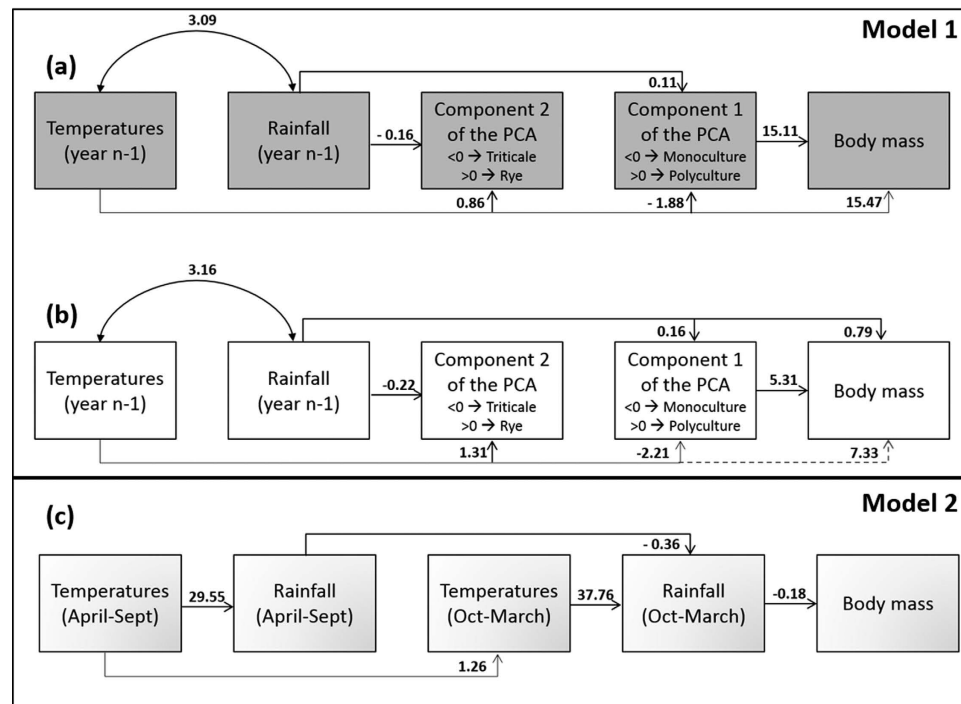 Model 1
3.09
(a)
0.11
Temperatures
(year n-1)
Rainfall
(year n-1)
- 0.16
Component 2
of the PCA
<0 → Triticale
>0 → Rye
Component 1
of the PCA
<0 → Monoculture
>0 → Polyculture
15.11
Body mass
0.86
- 1.88
15.47
3.16
(b)
0.16
0.79
Temperatures
(year n-1)
Rainfall
(year n-1)
-0.22
Component 2
of the PCA
<0 → Triticale
>0 → Rye
Component 1
of the PCA
<0 → Monoculture
>0 → Polyculture
5.31
Body mass
1.31
-2.21
7.33
Model 2
(c)
- 0.36
Temperatures
(April-Sept)
29.55
Rainfall
(April-Sept)
Temperatures
(Oct-March)
37.76
Rainfall
(Oct-March)
-0.18
Body mass
1.26